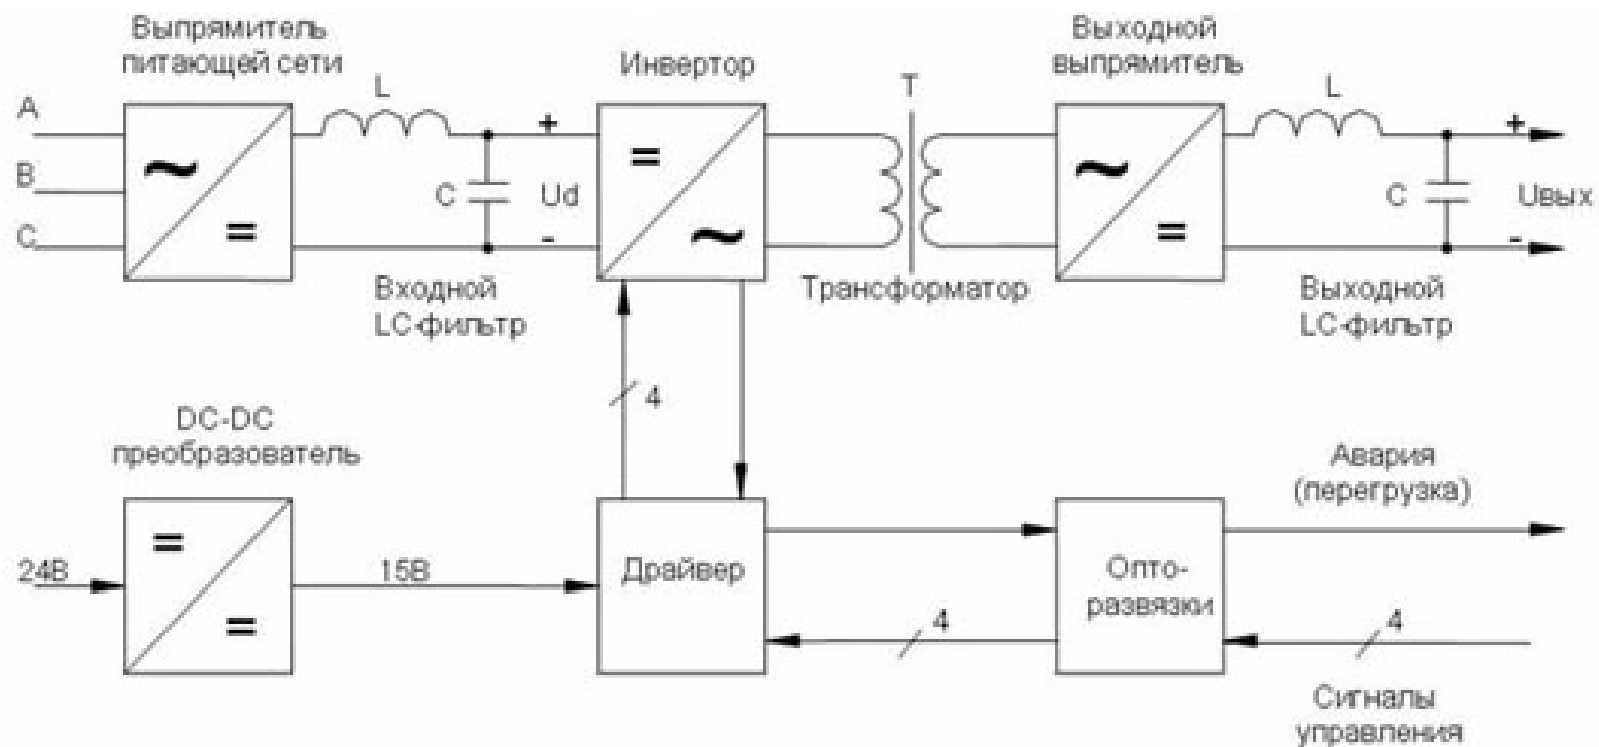 Выпрямитель
питающей сети
Инвертор
Выходной
выпрямитель
A
L
+
T
L
+
B
C
Ud
C
Uвых
C
-
-
Входной
LC-фильтр
Трансформатор
Выходной
LC-фильтр
4
DC-DC
преобразователь
Авария
(перегрузка)
24В
15В
Драйвер
Опто-
развязки
4
4
Сигналы
управления